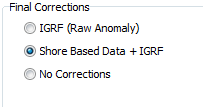 Final Corrections
IGRF (Raw Anomaly)
Shore Based Data + IGRF
No Corrections